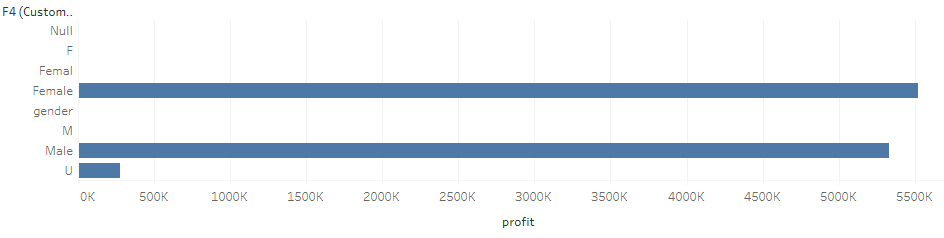 F4 (Custom..
Null
F
Femal
Female
gender
M
Male
U
0K 500K 1000K 1500K 2000K 2500K 3000K 3500K 4000K 4500K 5000K 5500K
profit